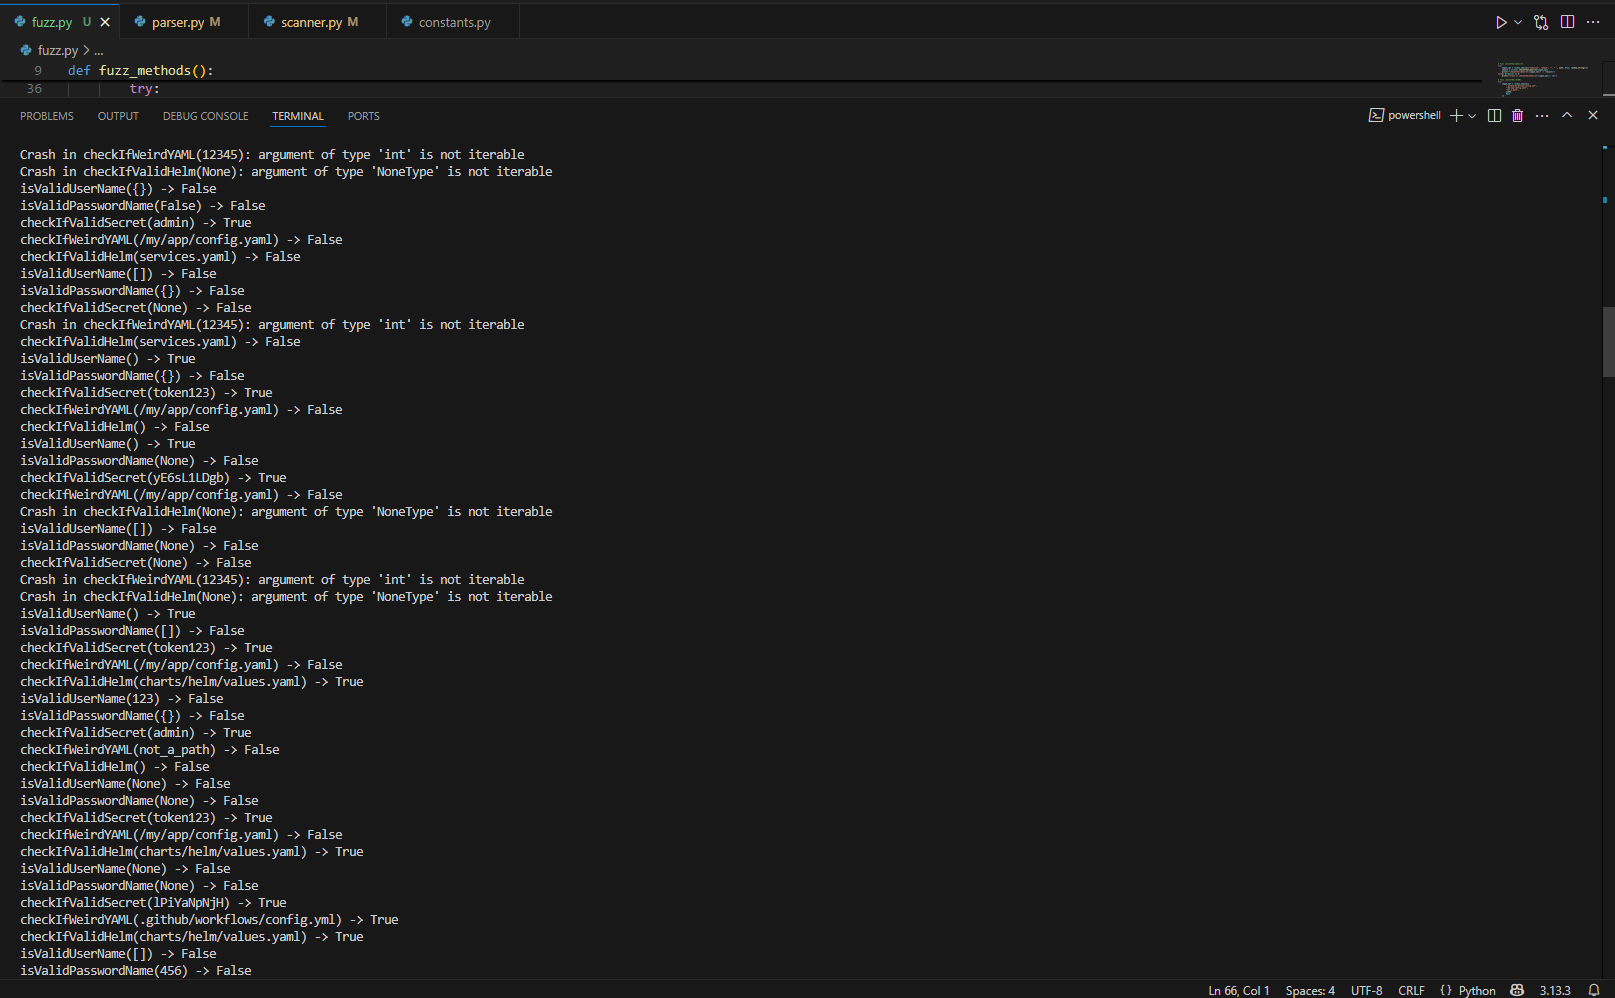 fuzz.py U
parser.py M
scanner.py M
constants.py
fuzz.py > ...
9 def fuzz_methods():
36 try:
PROBLEMS OUTPUT DEBUG CONSOLE TERMINAL PORTS
powershell
Crash in checkIfWeirdYAML(12345): argument of type 'int' is not iterable
Crash in checkIfValidHelm(None): argument of type 'NoneType' is not iterable
isValidUserName({}) -> False
isValidPasswordName(False) -> False
checkIfValidSecret(admin) -> True
checkIfWeirdYAML(/my/app/config.yaml) -> False
checkIfValidHelm(services.yaml) -> False
isValidUserName([]) -> False
isValidPasswordName({}) -> False
checkIfValidSecret(None) -> False
Crash in checkIfWeirdYAML(12345): argument of type 'int' is not iterable
checkIfValidHelm(services.yaml) -> False
isValidUserName() -> True
isValidPasswordName({}) -> False
checkIfValidSecret(token123) -> True
checkIfWeirdYAML(/my/app/config.yaml) -> False
checkIfValidHelm() -> False
isValidUserName() -> True
isValidPasswordName(None) -> False
checkIfValidSecret(yE6sL1LDgb) -> True
checkIfWeirdYAML(/my/app/config.yaml) -> False
Crash in checkIfValidHelm(None): argument of type 'NoneType' is not iterable
isValidUserName([]) -> False
isValidPasswordName(None) -> False
checkIfValidSecret(None) -> False
Crash in checkIfWeirdYAML(12345): argument of type 'int' is not iterable
Crash in checkIfValidHelm(None): argument of type 'NoneType' is not iterable
isValidUserName() -> True
isValidPasswordName([]) -> False
checkIfValidSecret(token123) -> True
checkIfWeirdYAML(/my/app/config.yaml) -> False
checkIfValidHelm(charts/helm/values.yaml) -> True
isValidUserName(123) -> False
isValidPasswordName({}) -> False
checkIfValidSecret(admin) -> True
checkIfWeirdYAML(not_a_path) -> False
checkIfValidHelm() -> False
isValidUserName(None) -> False
isValidPasswordName(None) -> False
checkIfValidSecret(token123) -> True
checkIfWeirdYAML(/my/app/config.yaml) -> False
checkIfValidHelm(charts/helm/values.yaml) -> True
isValidUserName(None) -> False
isValidPasswordName(None) -> False
checkIfValidSecret(lPiYaNpNjH) -> True
checkIfWeirdYAML(.github/workflows/config.yml) -> True
checkIfValidHelm(charts/helm/values.yaml) -> True
isValidUserName([]) -> False
isValidPasswordName(456) -> False
Ln 66, Col 1 Spaces: 4 UTF-8 CRLF {} Python 3.13.3